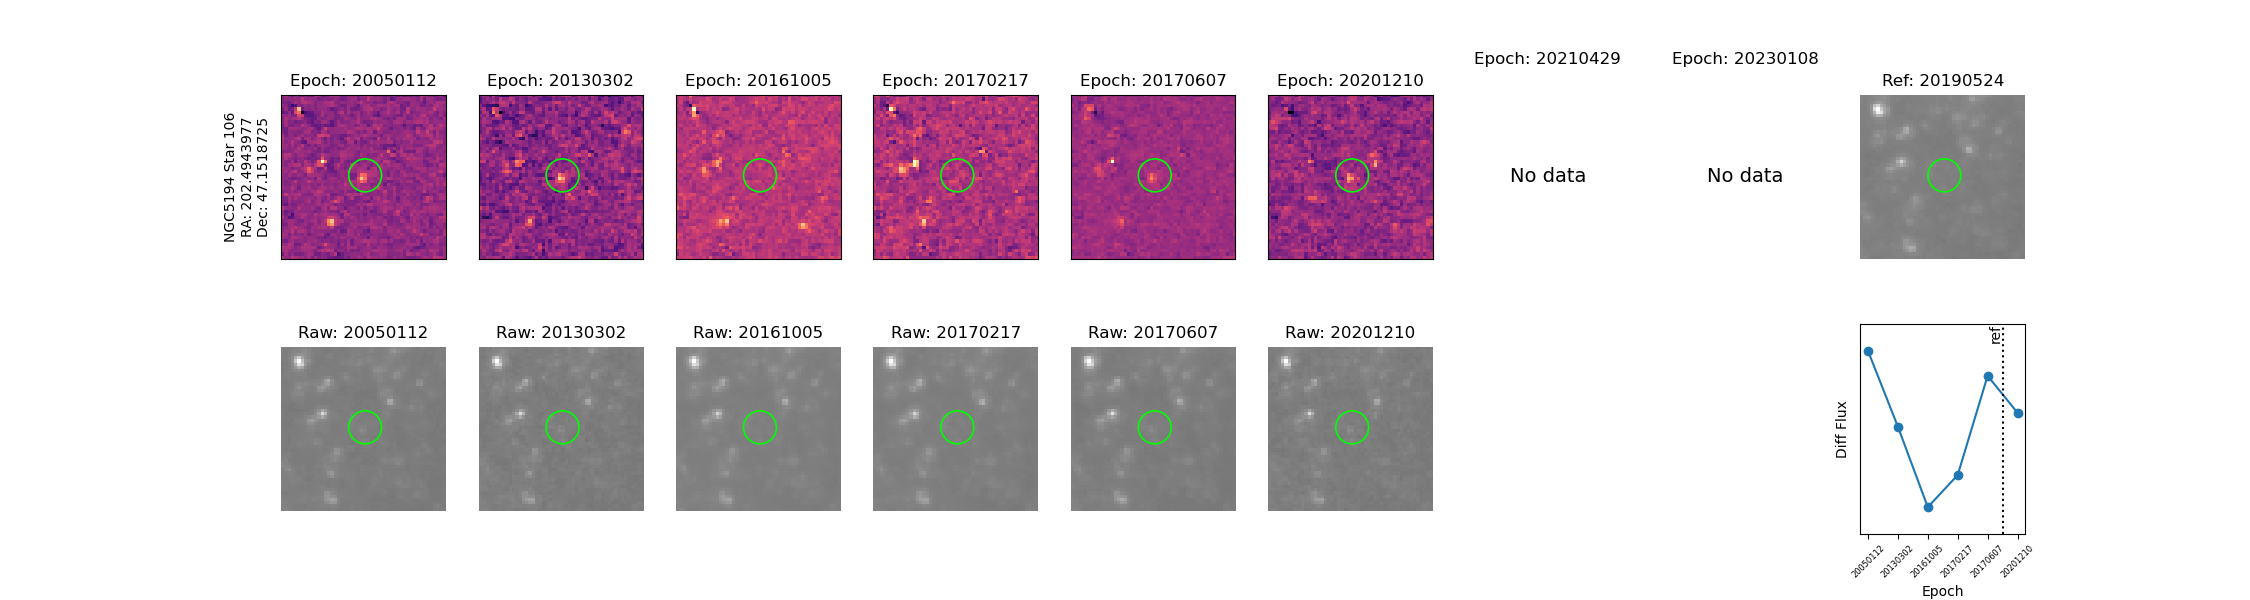 NGC5194 Star 106
RA: 202.4943977
Dec: 47.1518725
Epoch: 20050112
Epoch: 20130302
Epoch: 20161005
Epoch: 20170217
Epoch: 20170607
Epoch: 20201210
Epoch: 20210429
Epoch: 20230108
Ref: 20190524
No data
No data
Raw: 20050112
Raw: 20130302
Raw: 20161005
Raw: 20170217
Raw: 20170607
Raw: 20201210
ref
Diff Flux
20050112
20130302
20161005
20170217
20170607
20201210
Epoch